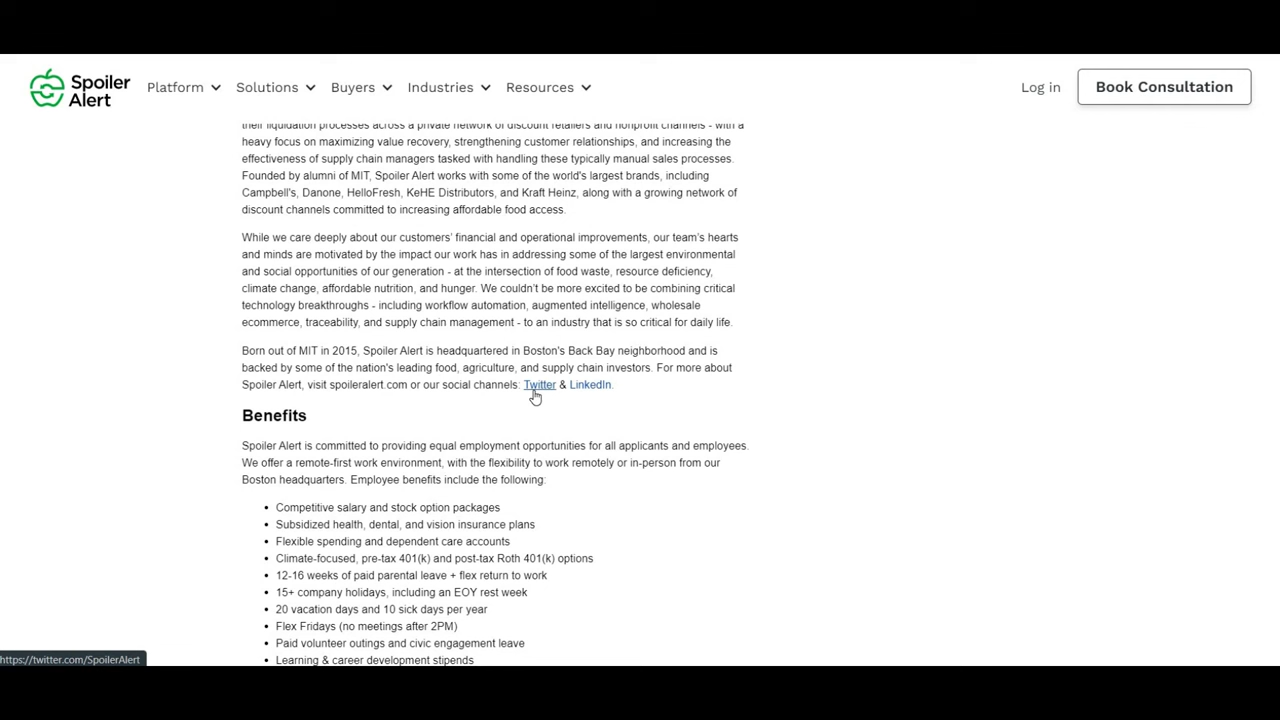 Spoiler Alert
Platform
Solutions
Buyers
Industries
Resources
Log in
Book Consultation
their liquidation processes across a private network of discount retailers and nonprofit channels - with a
heavy focus on maximizing value recovery, strengthening customer relationships, and increasing the
effectiveness of supply chain managers tasked with handling these typically manual sales processes.
Founded by alumni of MIT, Spoiler Alert works with some of the world's largest brands, including
Campbell's, Danone, HelloFresh, KeHE Distributors, and Kraft Heinz, along with a growing network of
discount channels committed to increasing affordable food access.
While we care deeply about our customers' financial and operational improvements, our team's hearts
and minds are motivated by the impact our work has in addressing some of the largest environmental
and social opportunities of our generation - at the intersection of food waste, resource deficiency,
climate change, affordable nutrition, and hunger. We couldn't be more excited to be combining critical
technology breakthroughs - including workflow automation, augmented intelligence, wholesale
ecommerce, traceability, and supply chain management - to an industry that is so critical for daily life.
Born out of MIT in 2015, Spoiler Alert is headquartered in Boston's Back Bay neighborhood and is
backed by some of the nation's leading food, agriculture, and supply chain investors. For more about
Spoiler Alert, visit spoileralert.com or our social channels: Twitter & LinkedIn.
Benefits
Spoiler Alert is committed to providing equal employment opportunities for all applicants and employees.
We offer a remote-first work environment, with the flexibility to work remotely or in-person from our
Boston headquarters. Employee benefits include the following:
• Competitive salary and stock option packages
• Subsidized health, dental, and vision insurance plans
• Flexible spending and dependent care accounts
• Climate-focused, pre-tax 401(k) and post-tax Roth 401(k) options
• 12-16 weeks of paid parental leave + flex return to work
• 15+ company holidays, including an EOY rest week
• 20 vacation days and 10 sick days per year
• Flex Fridays (no meetings after 2PM)
• Paid volunteer outings and civic engagement leave
• Learning & career development stipends
https://twitter.com/SpoilerAlert